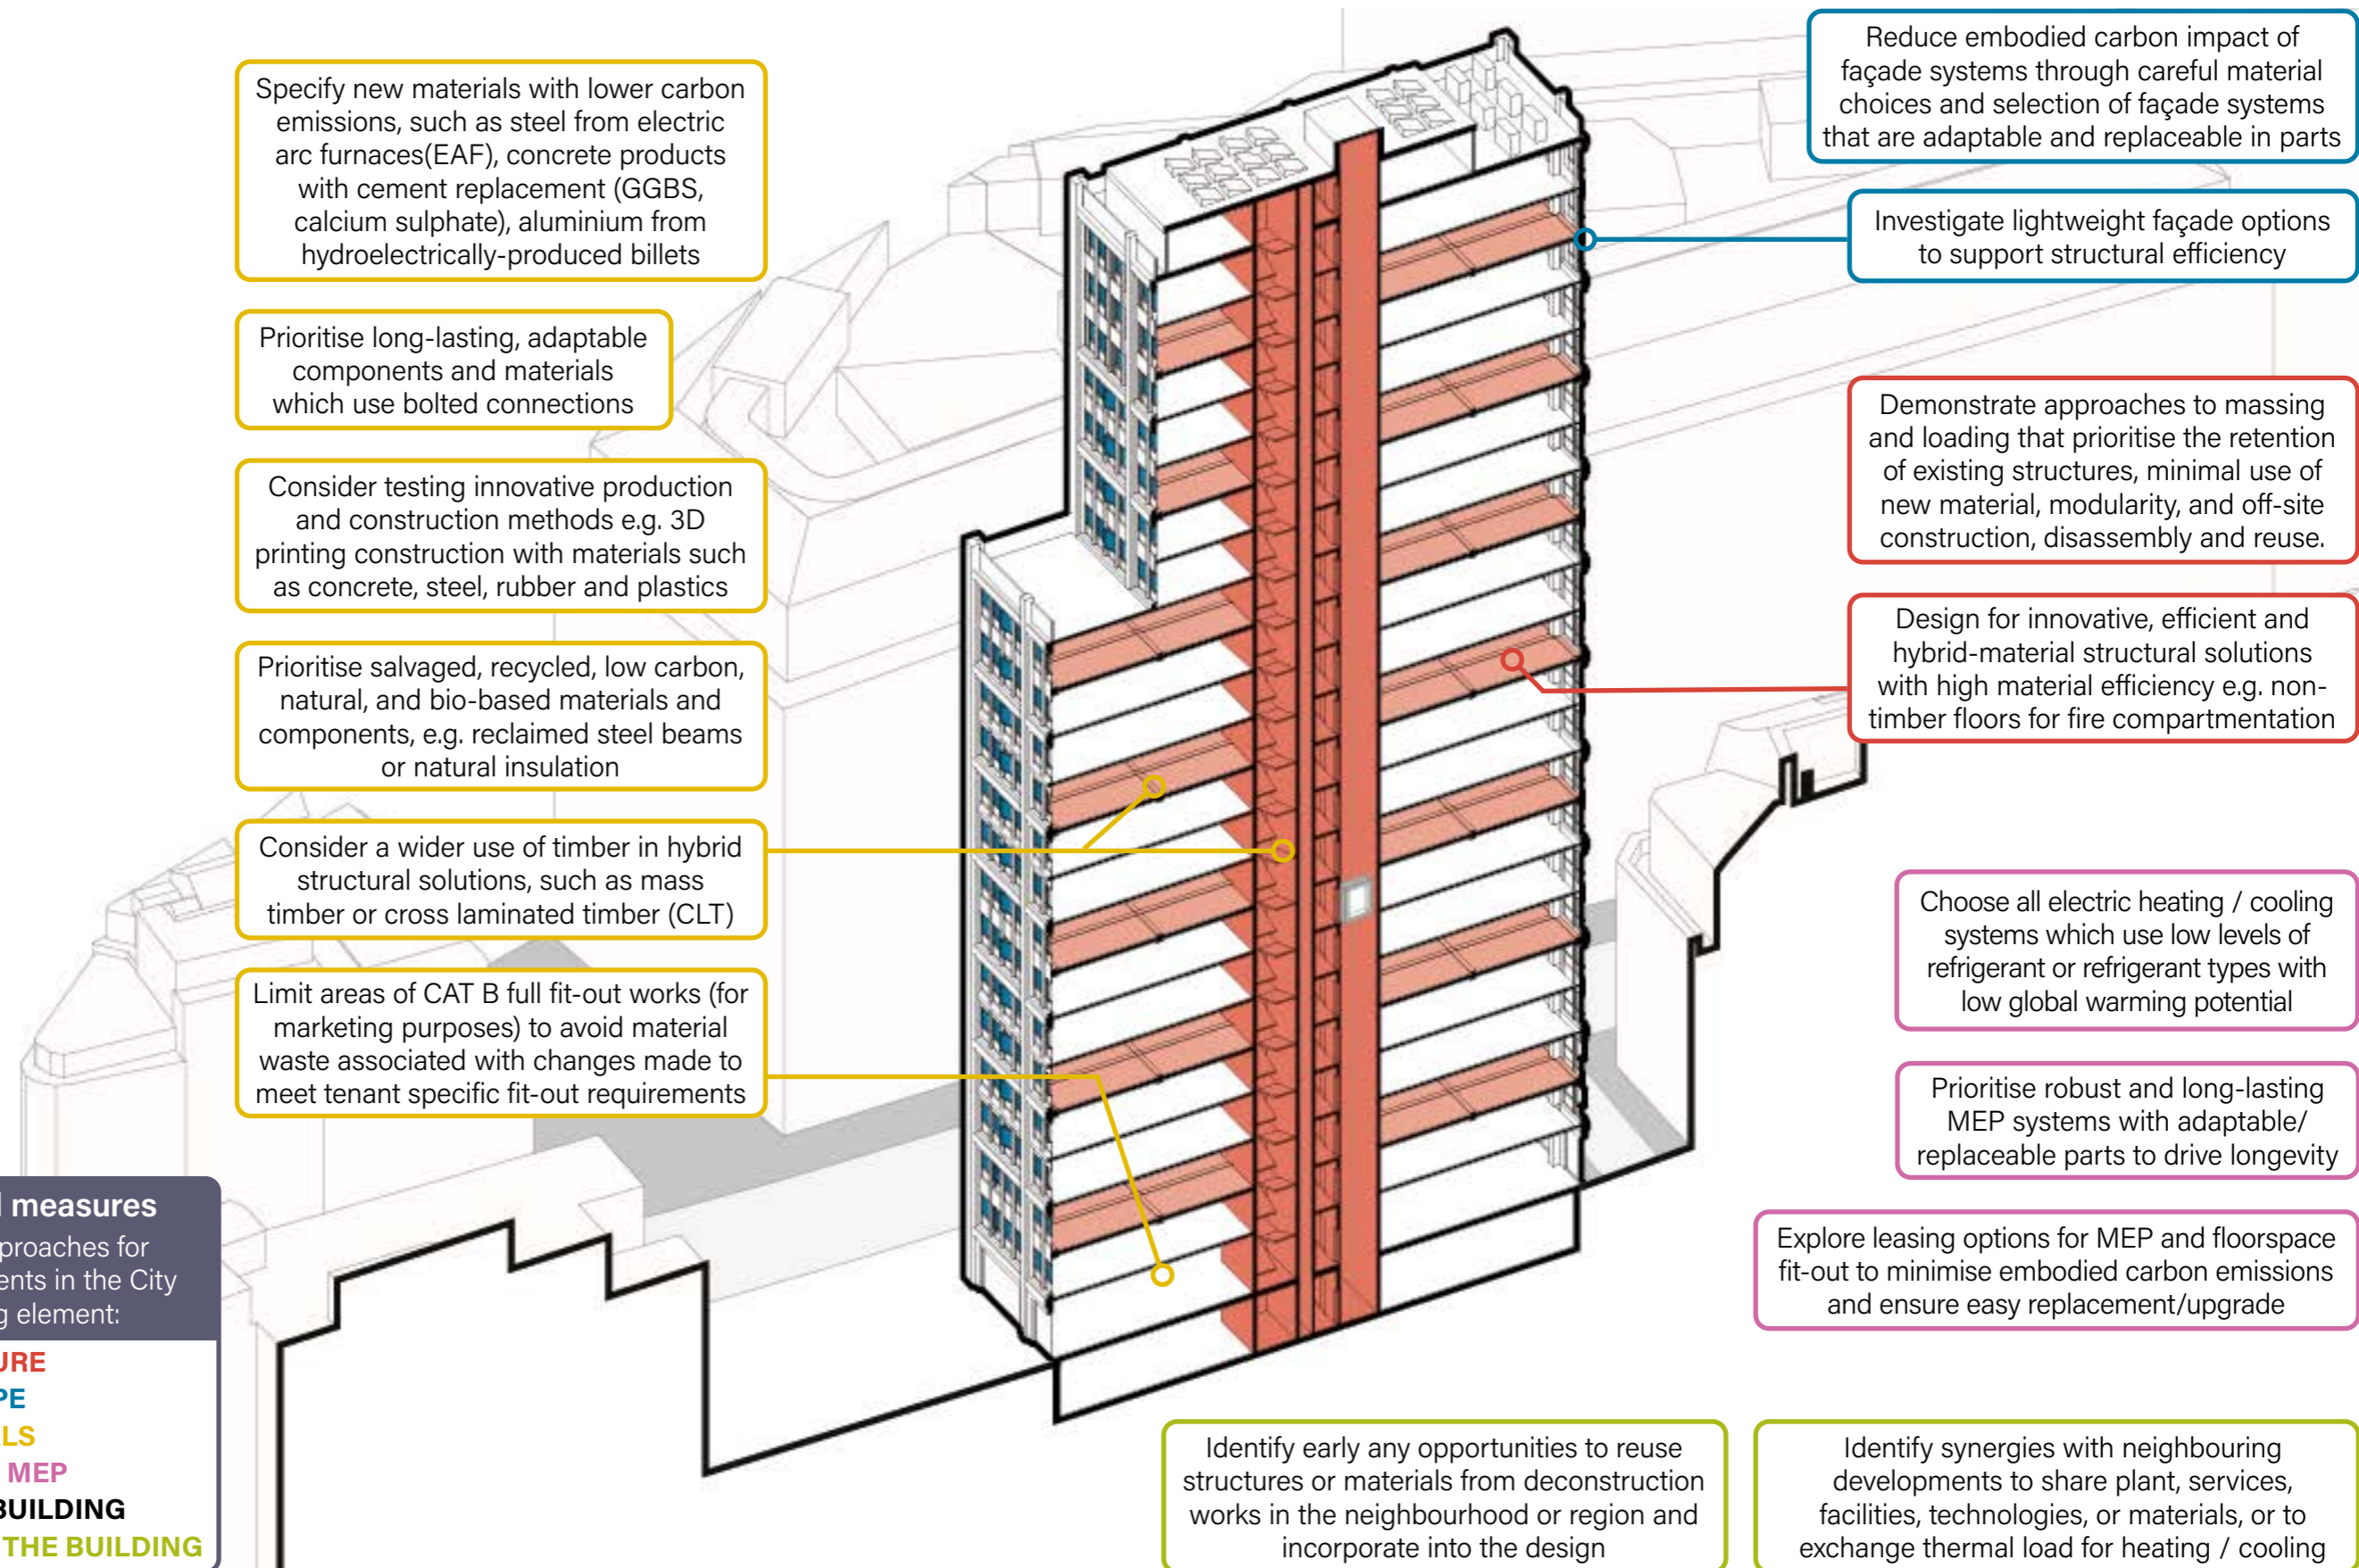 Specify new materials with lower carbon
emissions, such as steel from electric
arc furnaces(EAF), concrete products
with cement replacement (GGBS,
calcium sulphate), aluminium from
hydroelectrically-produced billets
Prioritise long-lasting, adaptable
components and materials
which use bolted connections
Consider testing innovative production
and construction methods e.g. 3D
printing construction with materials such
as concrete, steel, rubber and plastics
Prioritise salvaged, recycled, low carbon,
natural, and bio-based materials and
components, e.g. reclaimed steel beams
or natural insulation
Consider a wider use of timber in hybrid
structural solutions, such as mass
timber or cross laminated timber (CLT)
Limit areas of CAT B full fit-out works (for
marketing purposes) to avoid material
waste associated with changes made to
meet tenant specific fit-out requirements
measures
for
in the City
element:
MEP
BUILDING
THE BUILDING
Reduce embodied carbon impact of
façade systems through careful material
choices and selection of façade systems
that are adaptable and replaceable in parts
Investigate lightweight façade options
to support structural efficiency
Demonstrate approaches to massing
and loading that prioritise the retention
of existing structures, minimal use of
new material, modularity, and off-site
construction, disassembly and reuse.
Design for innovative, efficient and
hybrid-material structural solutions
with high material efficiency e.g. non-
timber floors for fire compartmentation
Choose all electric heating / cooling
systems which use low levels of
refrigerant or refrigerant types with
low global warming potential
Prioritise robust and long-lasting
MEP systems with adaptable/
replaceable parts to drive longevity
Explore leasing options for MEP and floorspace
fit-out to minimise embodied carbon emissions
and ensure easy replacement/upgrade
Identify early any opportunities to reuse
structures or materials from deconstruction
works in the neighbourhood or region and
incorporate into the design
Identify synergies with neighbouring
developments to share plant, services,
facilities, technologies, or materials, or to
exchange thermal load for heating / cooling